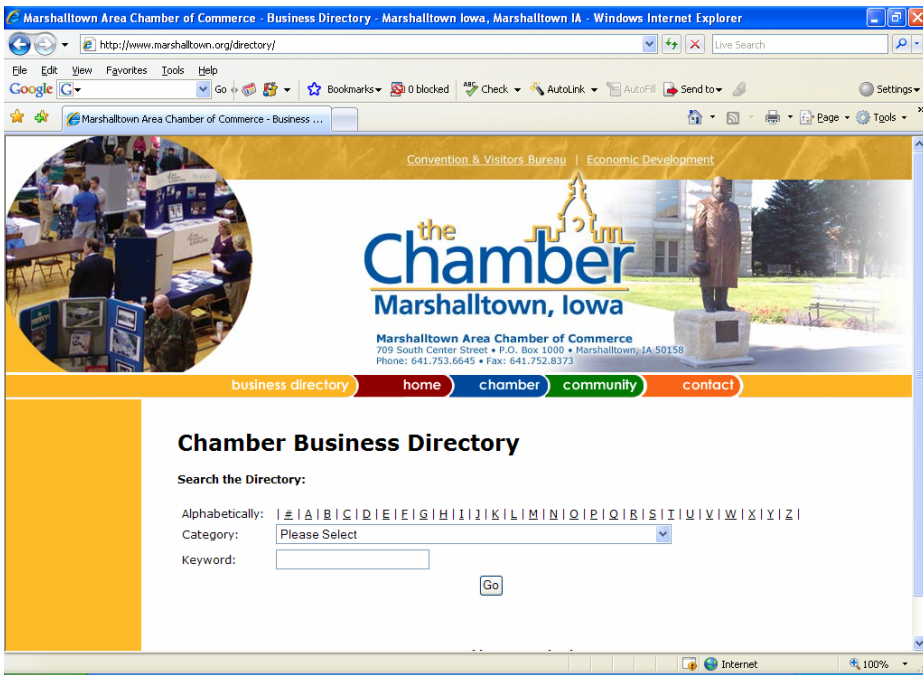 Marshalltown Area Chamber of Commerce - Business Directory - Marshalltown Iowa, Marshalltown IA - Windows Internet Explorer
http://www.marshalltown.org/directory/
Live Search
File Edit View Favorites Tools Help
Google G Go Bookmarks 0 blocked ABC Check AutoLink AutoFill Send to Settings
Marshalltown Area Chamber of Commerce - Business ...
Page Tools »
Convention & Visitors Bureau | Economic Development
the
Chamber
Marshalltown, Iowa
Marshalltown Area Chamber of Commerce
709 South Center Street • P.O. Box 1000 • Marshalltown, IA 50158
Phone: 641.753.6645 • Fax: 641.752.8373
business directory home chamber community contact
Chamber Business Directory
Search the Directory:
Alphabetically: | # | A | B | C | D | E | F | G | H | I | J | K | L | M | N | O | P | Q | R | S | T | U | V | W | X | Y | Z |
Category: Please Select
Keyword:
Go
Internet 100%